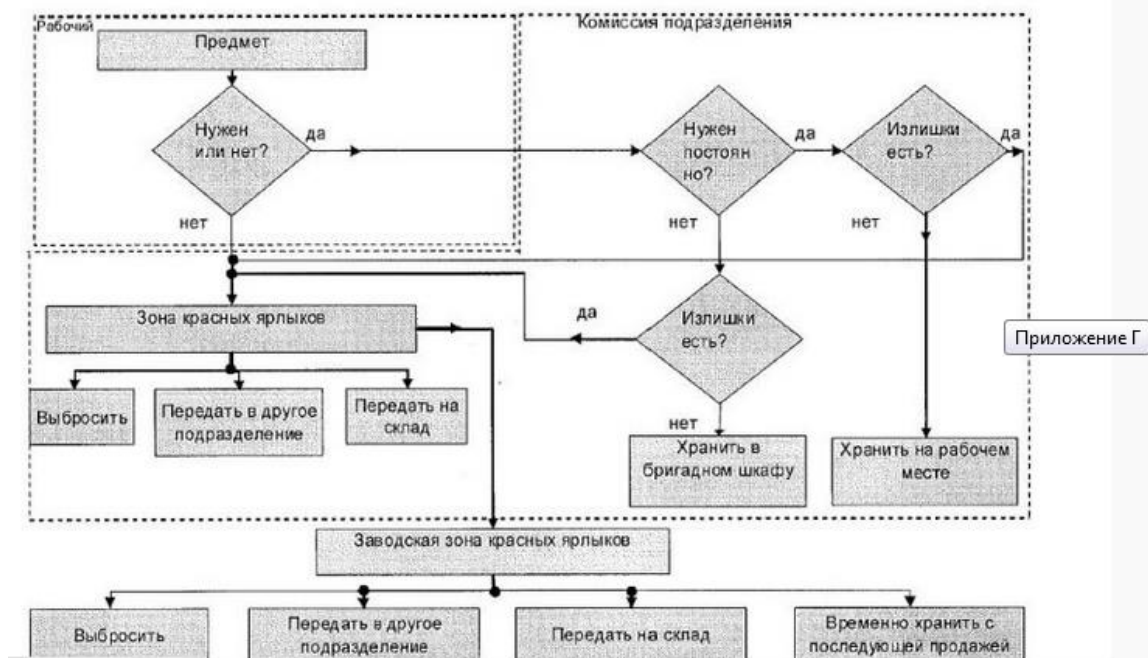 Рабочий
Комиссия подразделения
Предмет
Нужен
или нет?
да
Нужен
постоян
но?
да
Излишки
есть?
да
нет
нет
нет
Зона красных ярлыков
да
Излишки
есть?
Приложение Г
Выбросить
Передать в другое
подразделение
Передать на
склад
нет
Хранить в
бригадном шкафу
Хранить на рабочем
месте
Заводская зона красных ярлыков
Выбросить
Передать в другое
подразделение
Передать на склад
Временно хранить с
последующей продажей